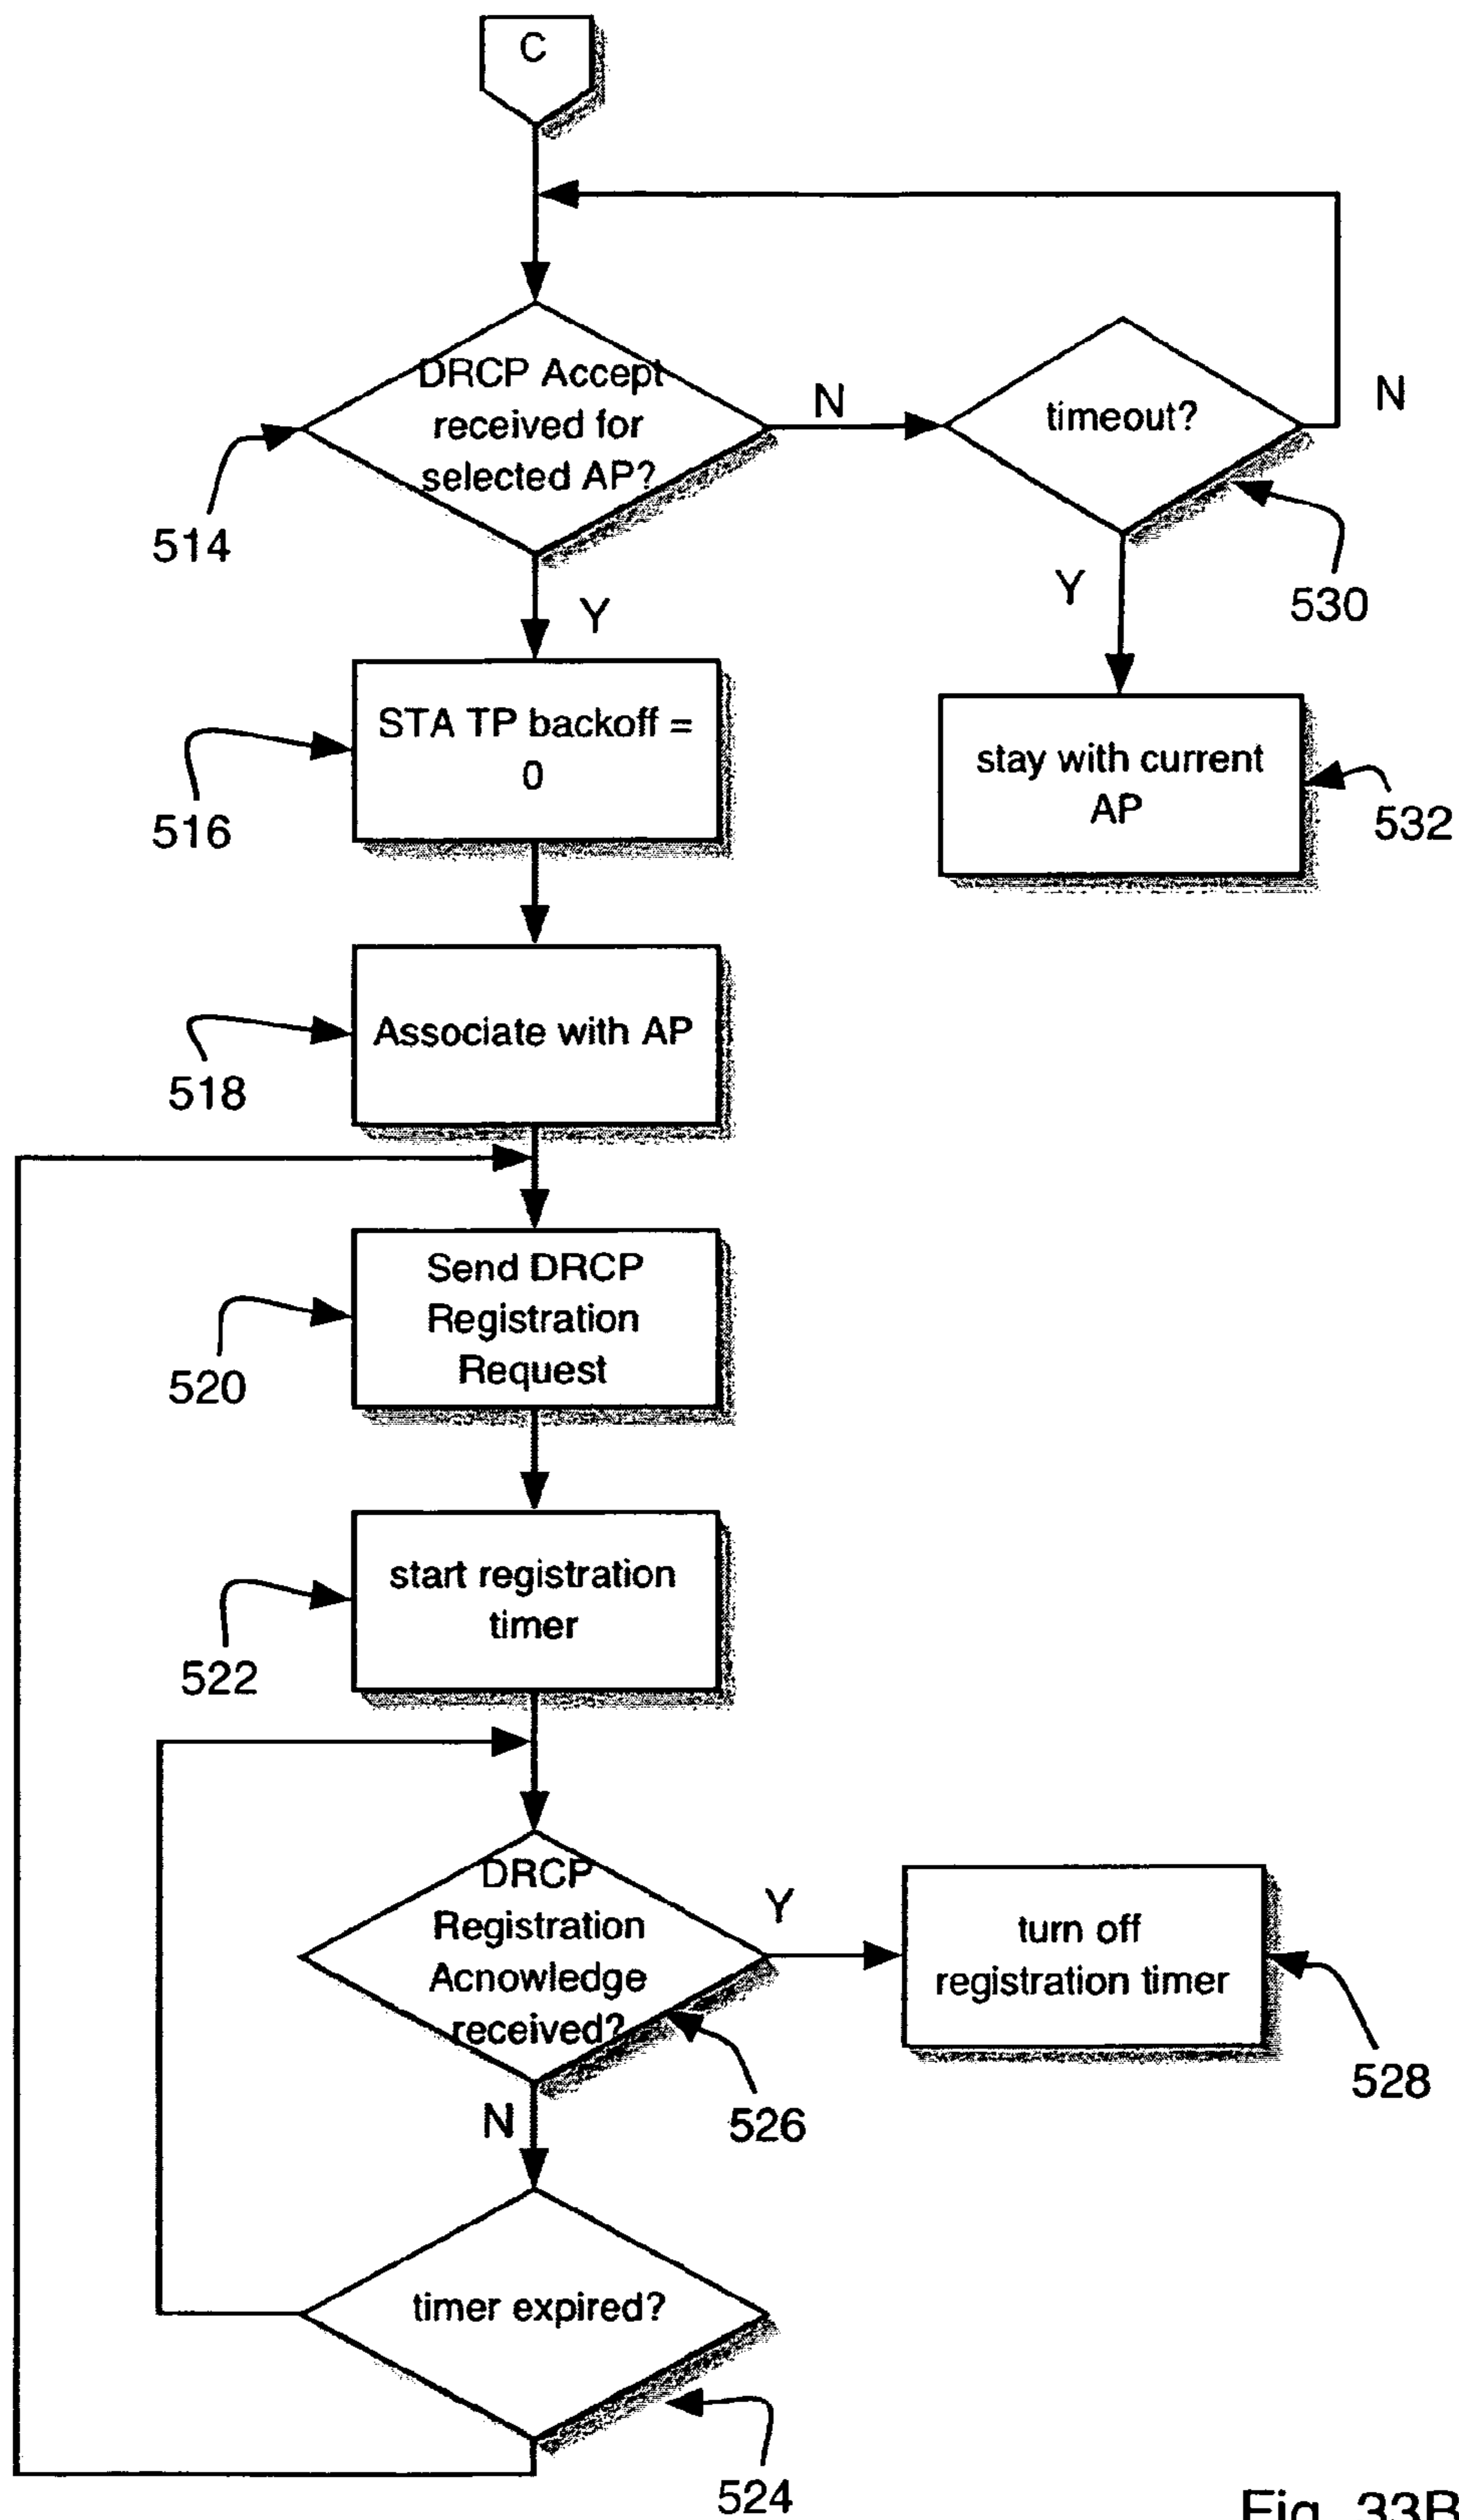 C
DRCP Accept
received for
selected AP?
N
timeout?
N
514
Y
Y
530
STA TP backoff =
0
516
stay with current
AP
532
Associate with AP
518
Send DRCP
Registration
Request
520
start registration
timer
522
DRCP
Registration
Acnowledge
received?
Y
turn off
registration timer
526
528
N
timer expired?
524
Fig. 33B